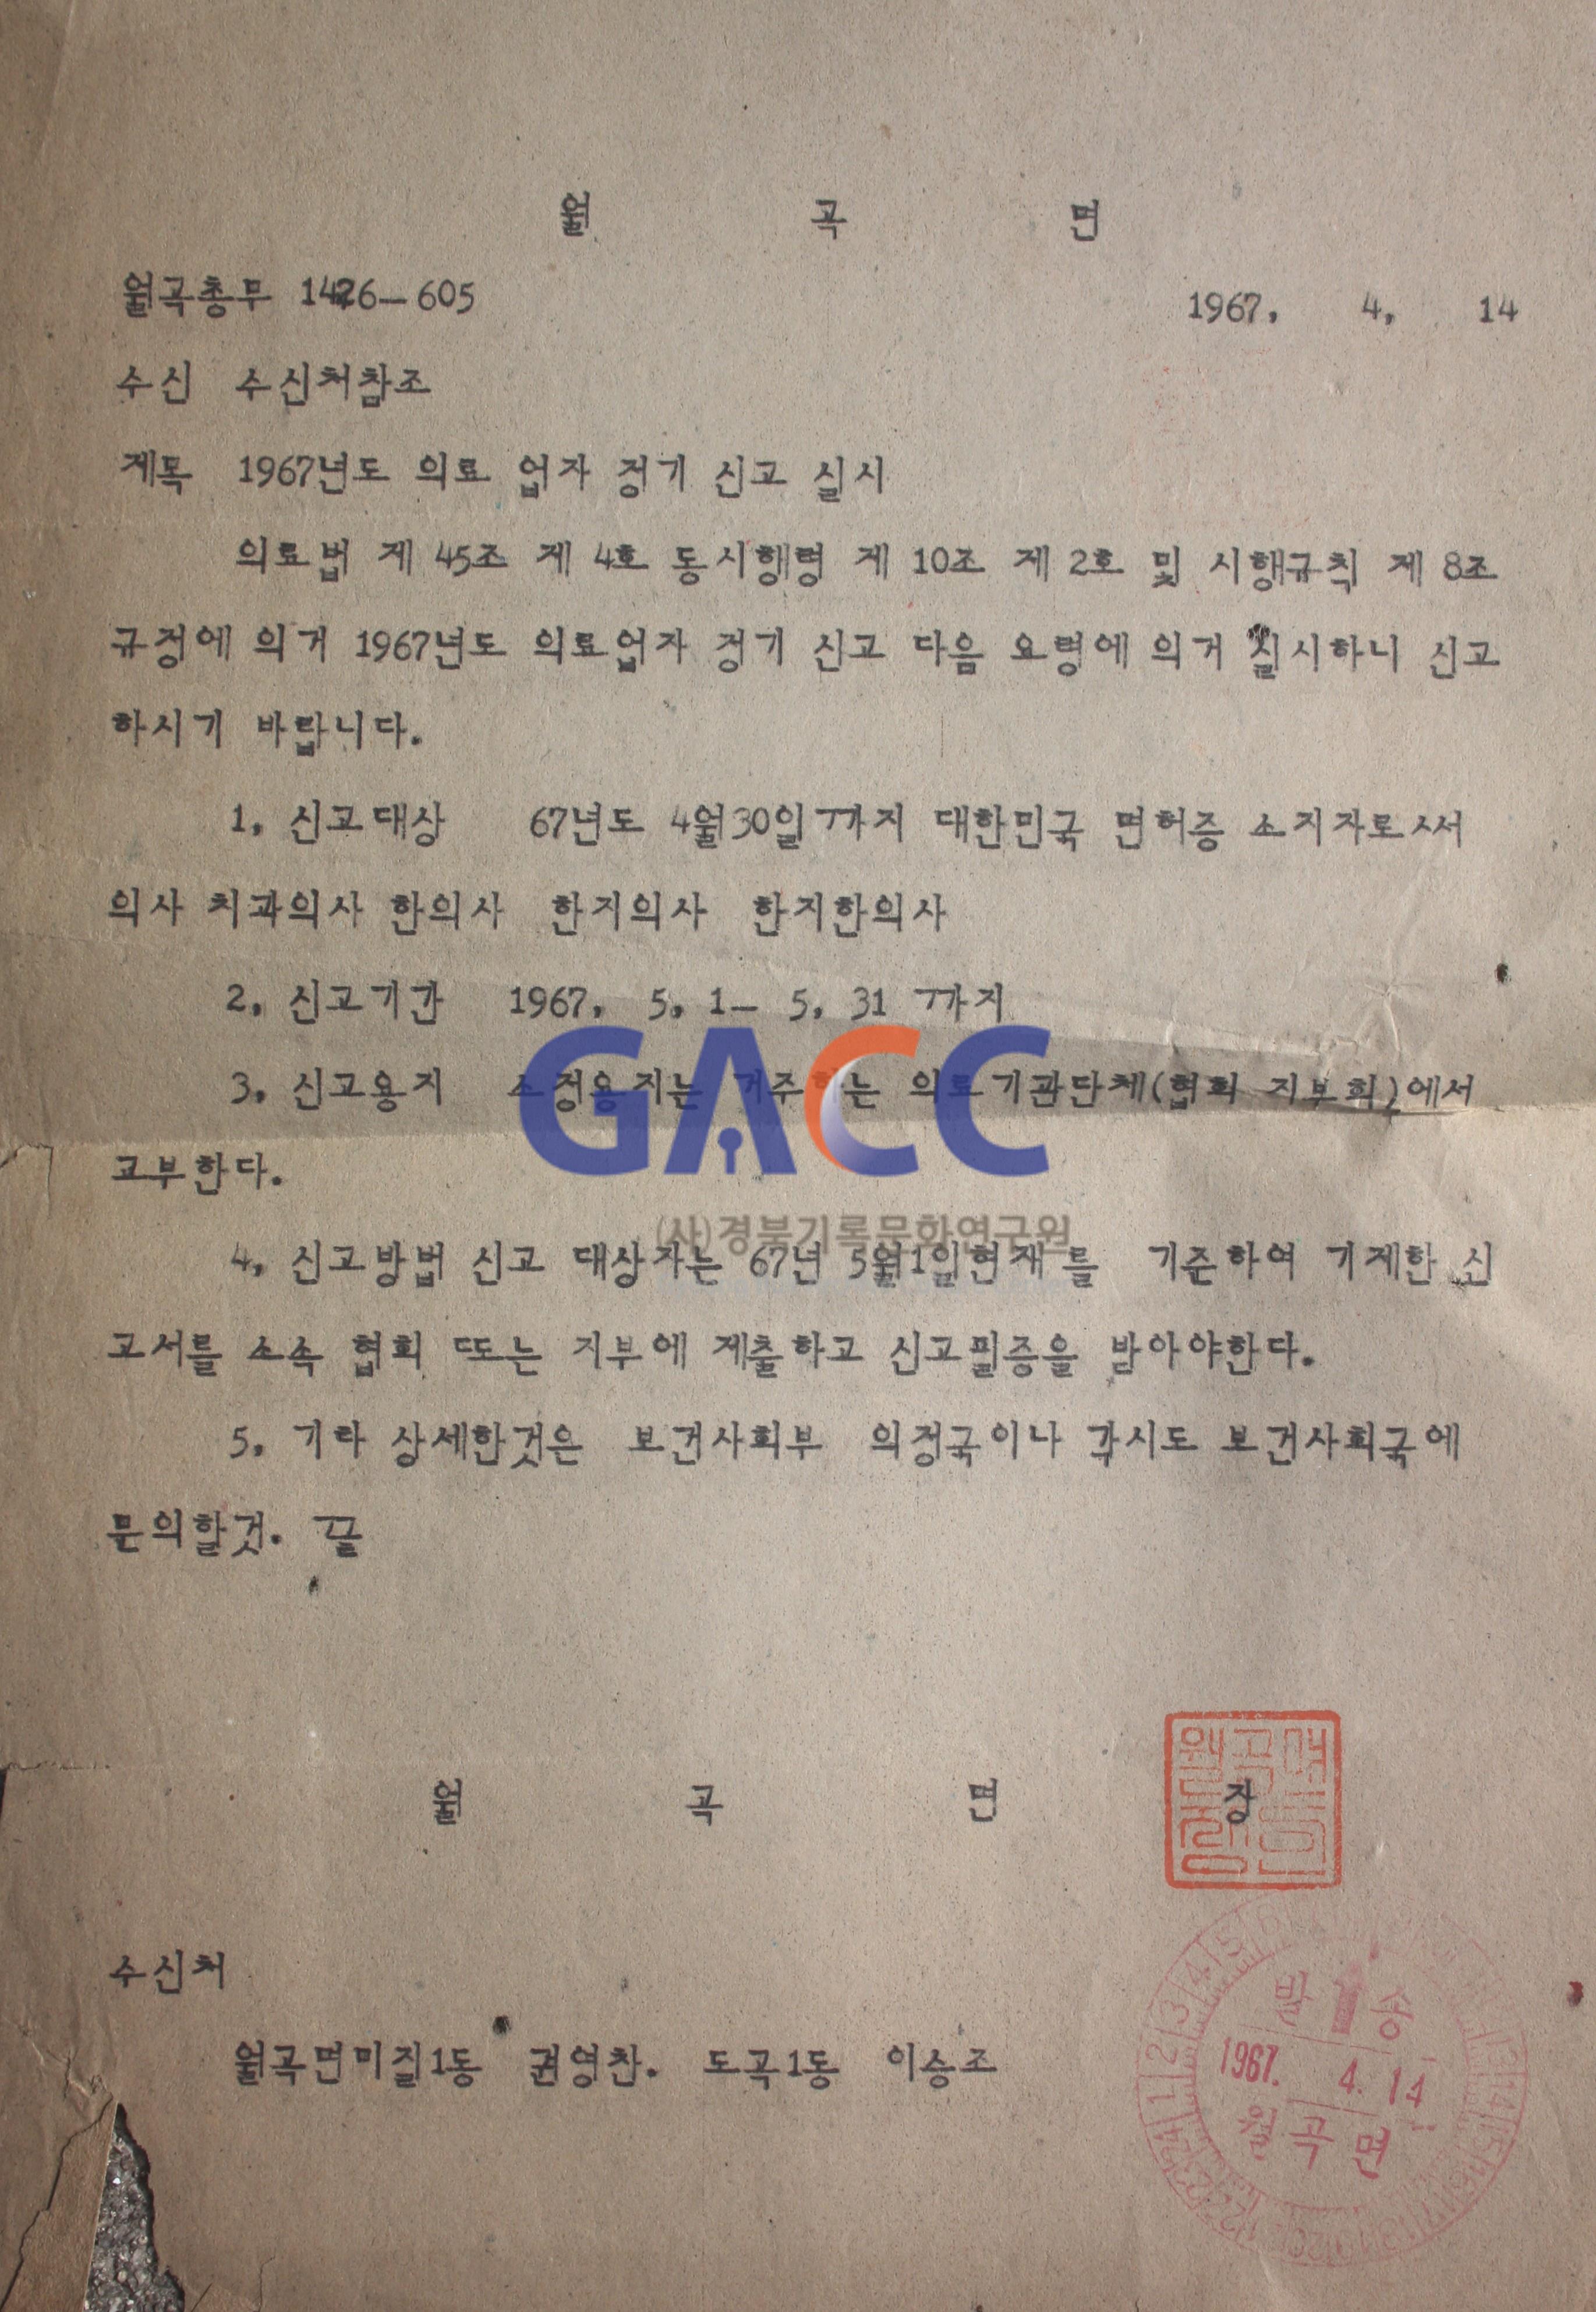 월 곡 면
월곡총무 1426-605 1967. 4. 14
수신 수신처참조
제목 1967년도 의료 업자 정기 신고 실시
의료법 제 45조 제 4호 동시행령 제 10조 제 2호 및 시행규칙 제 8조
규정에 의거 1967년도 의료업자 정기 신고 다음 요령에 의거 실시하니 신고
하시기 바랍니다.
1. 신고대상 67년도 4월30일까지 대한민국 면허증 소지자로서
의사 치과의사 한의사 한지의사 한지한의사
2. 신고기간 1967. 5. 1- 5. 31 까지
3. 신고용지 소정용지는 거주하는 의료기관단체(협회 지부회)에서
GACC
교부한다.
(사)경북기록문화연구원
4. 신고방법 신고 대상자는 67년 5월1일현재를 기준하여 기제한 신
고서를 소속 협회 또는 지부에 제출하고 신고필증을 받아야한다.
5. 기타 상세한것은 보건사회부 의정국이나 각시도 보건사회국에
문의할것. 끝
월 곡 면 장
수신처
월곡면미질1동 권영찬. 도곡1동 이승조
발 송
1967. 4. 14
월곡면